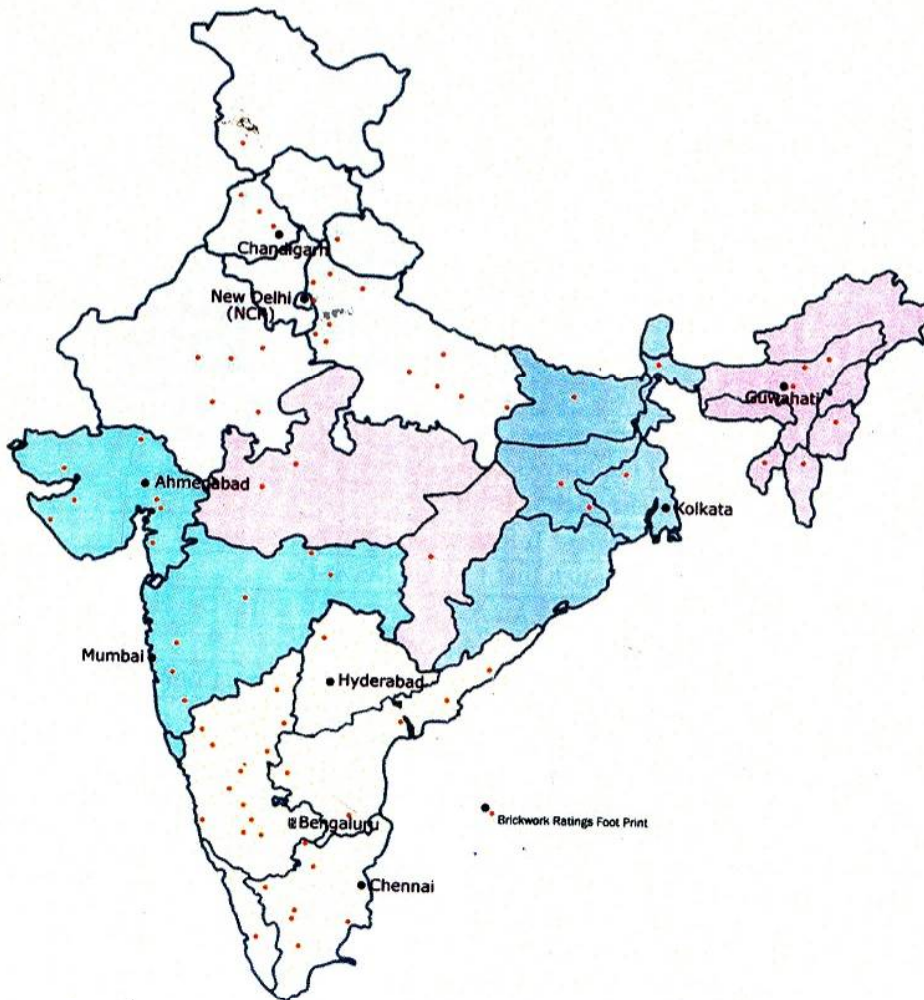 Chandigarh
New Delhi
(NCR)
Guwahati
Ahmedabad
Kolkata
Mumbai
Hyderabad
Brickwork Ratings Foot Print
Bengaluru
Chennai